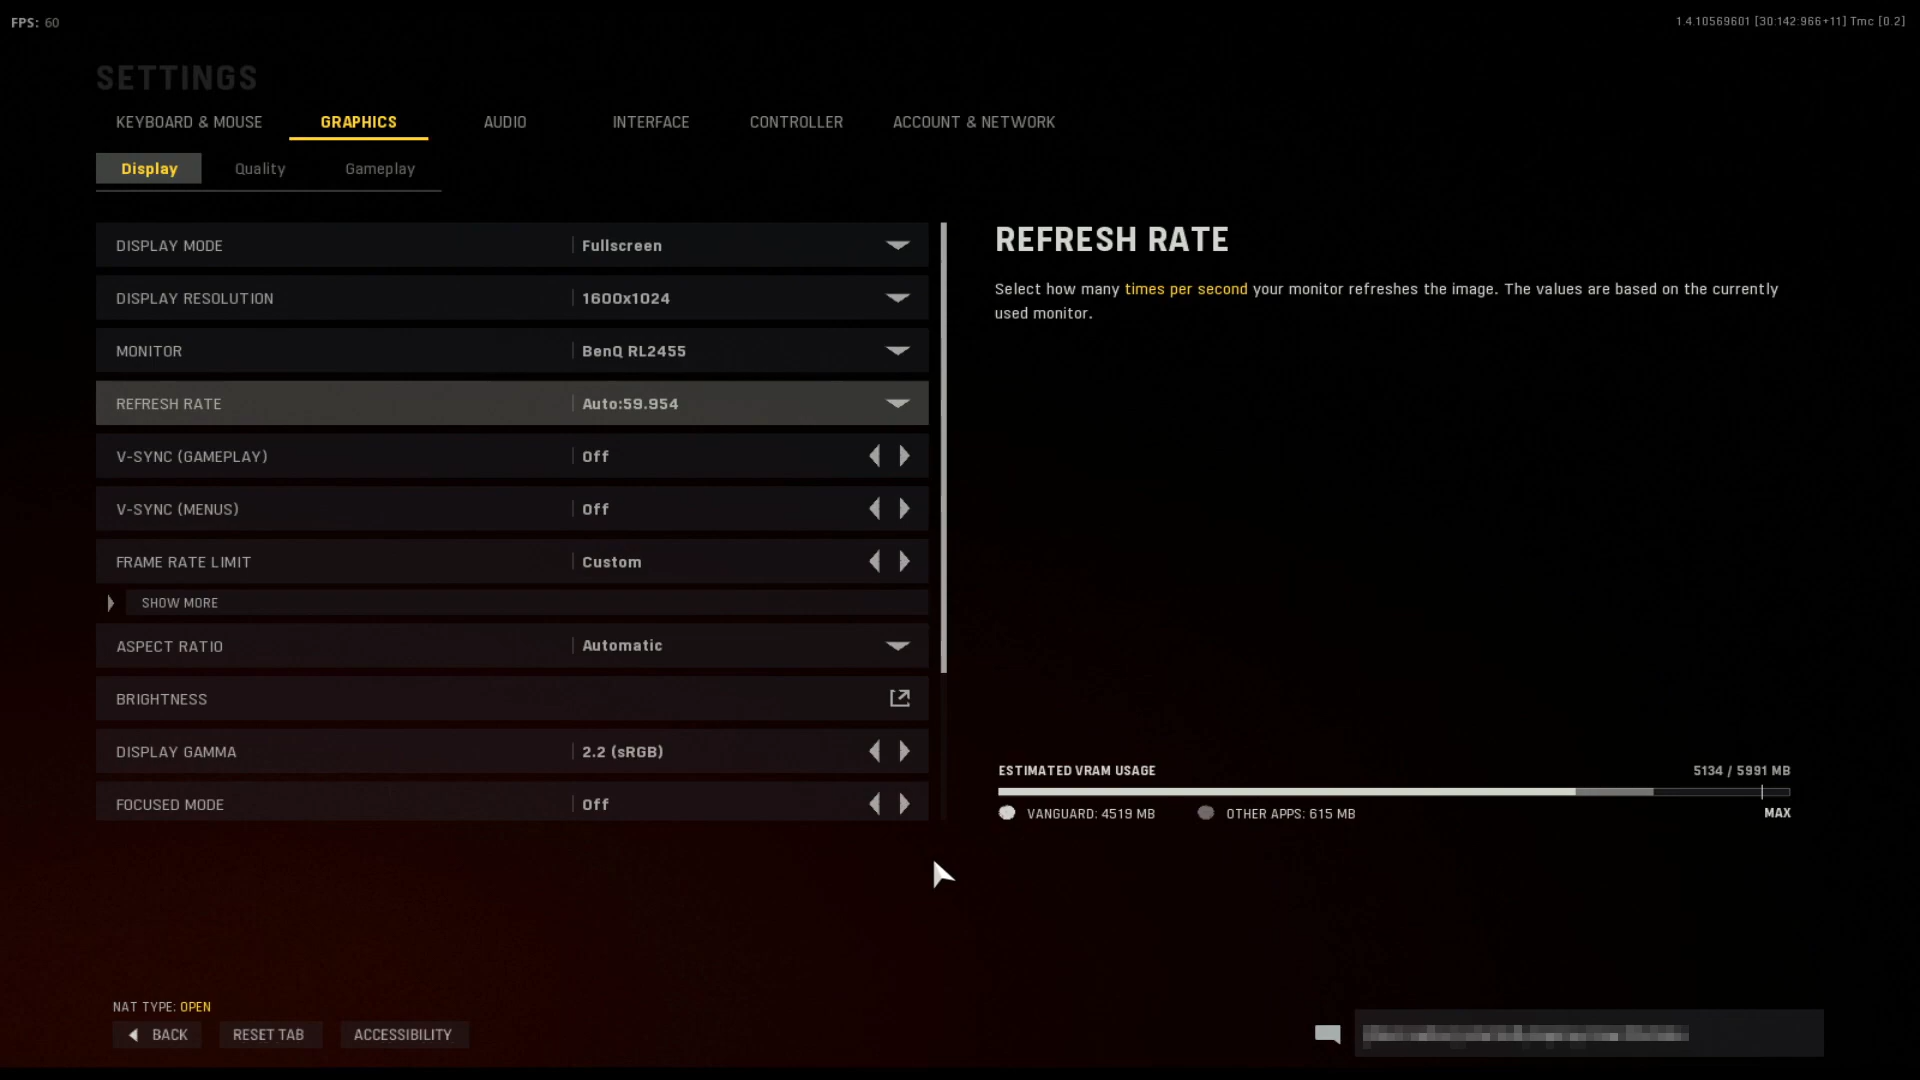 FPS: 60
1.4.10569601 [30:142:966+11] Tmc [0.2]
SETTINGS
KEYBOARD & MOUSE GRAPHICS AUDIO INTERFACE CONTROLLER ACCOUNT & NETWORK
Display Quality Gameplay
DISPLAY MODE Fullscreen
DISPLAY RESOLUTION 1600x1024
MONITOR BenQ RL2455
REFRESH RATE Auto:59.954
V-SYNC (GAMEPLAY) Off
V-SYNC (MENUS) Off
FRAME RATE LIMIT Custom
SHOW MORE
ASPECT RATIO Automatic
BRIGHTNESS
DISPLAY GAMMA 2.2 (sRGB)
FOCUSED MODE Off
REFRESH RATE
Select how many times per second your monitor refreshes the image. The values are based on the currently
used monitor.
ESTIMATED VRAM USAGE 5134 / 5991 MB
VANGUARD: 4519 MB OTHER APPS: 615 MB MAX
NAT TYPE: OPEN
BACK RESET TAB ACCESSIBILITY